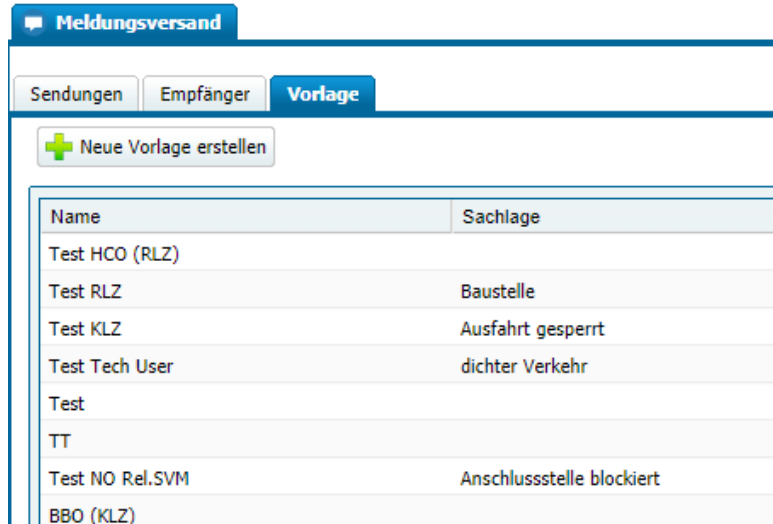 Meldungsversand
Sendungen Empfänger Vorlage
Neue Vorlage erstellen
Name Sachlage
Test HCO (RLZ)
Test RLZ Baustelle
Test KLZ Ausfahrt gesperrt
Test Tech User dichter Verkehr
Test
TT
Test NO Rel.SVM Anschlussstelle blockiert
BBO (KLZ)